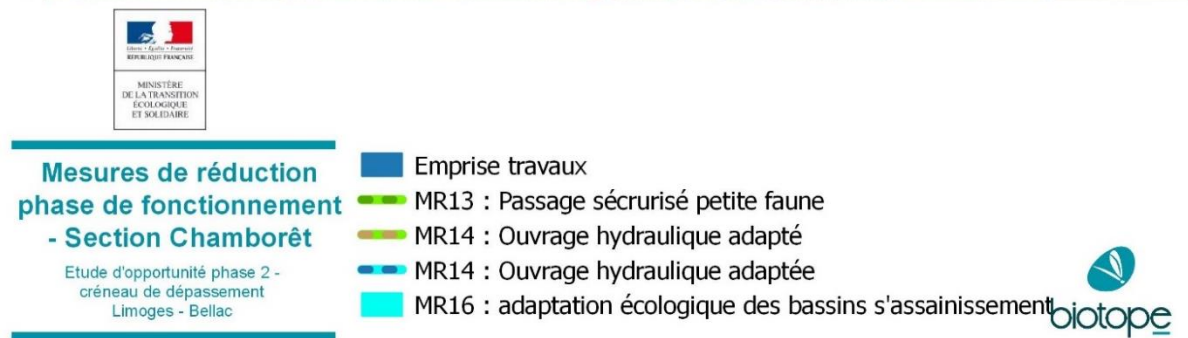 Liberté • Égalité • Fraternité
RÉPUBLIQUE FRANÇAISE
MINISTÈRE
DE LA TRANSITION
ÉCOLOGIQUE
ET SOLIDAIRE
Mesures de réduction
phase de fonctionnement
- Section Chamborêt
Etude d'opportunité phase 2 -
créneau de dépassement
Limoges - Bellac
Emprise travaux
MR13 : Passage sécrurisé petite faune
MR14 : Ouvrage hydraulique adapté
MR14 : Ouvrage hydraulique adaptée
MR16 : adaptation écologique des bassins s'assainissement
biotope